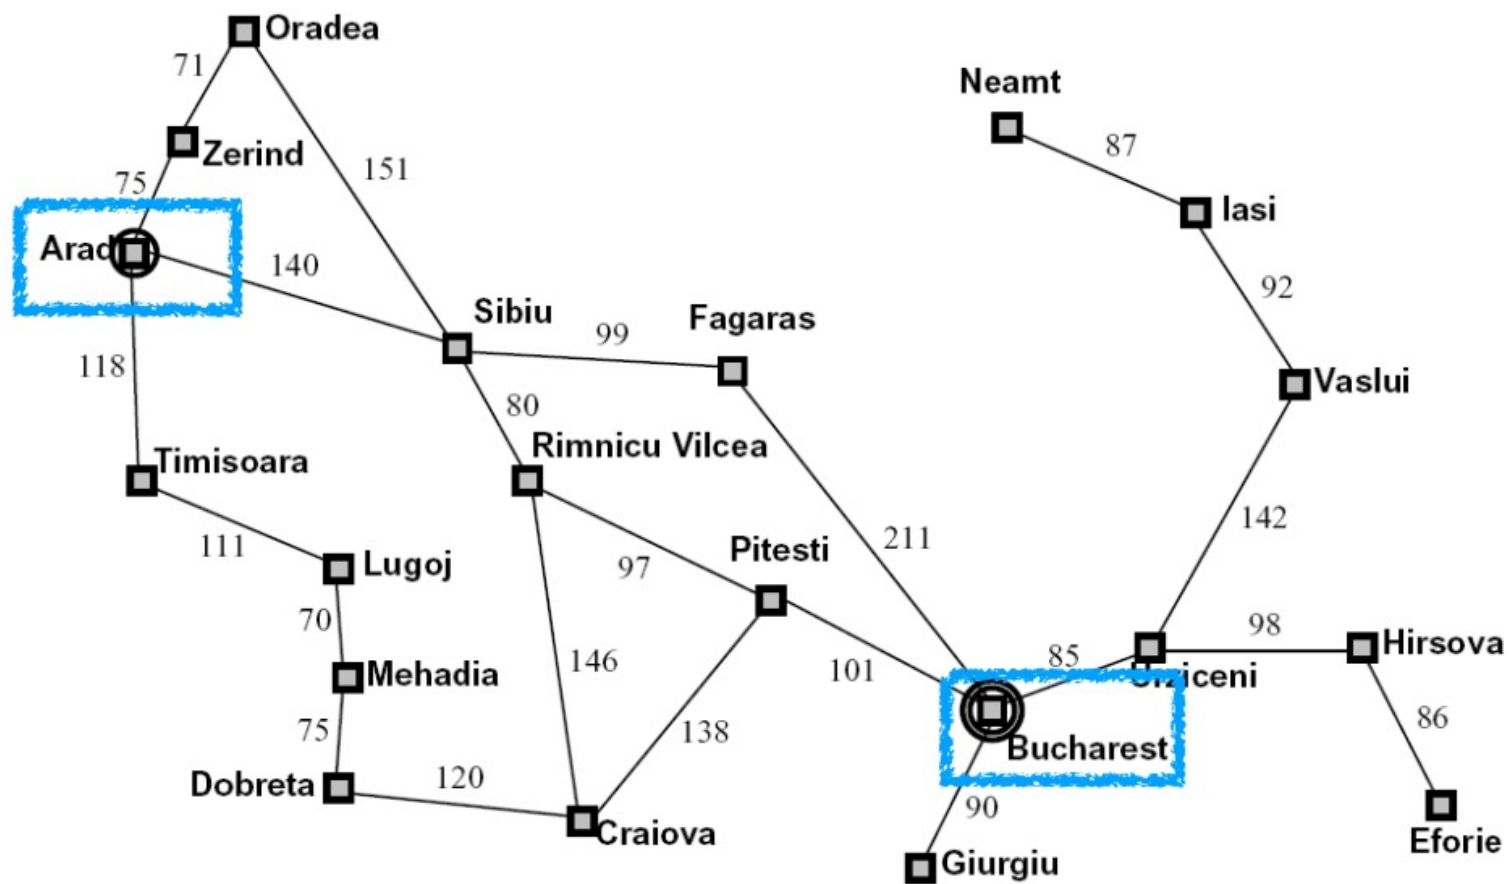 Oradea
71
Neamt
87
Zerind
151
75
Iasi
Arad
140
92
Sibiu
Fagaras
99
118
Vaslui
80
Rimnicu Vilcea
Timisoara
142
211
111
Pitesti
Lugoj
97
70
98
Hirsova
146
85
101
Mehadia
Urziceni
86
75
138
Bucharest
Dobreta
120
90
Craiova
Eforie
Giurgiu